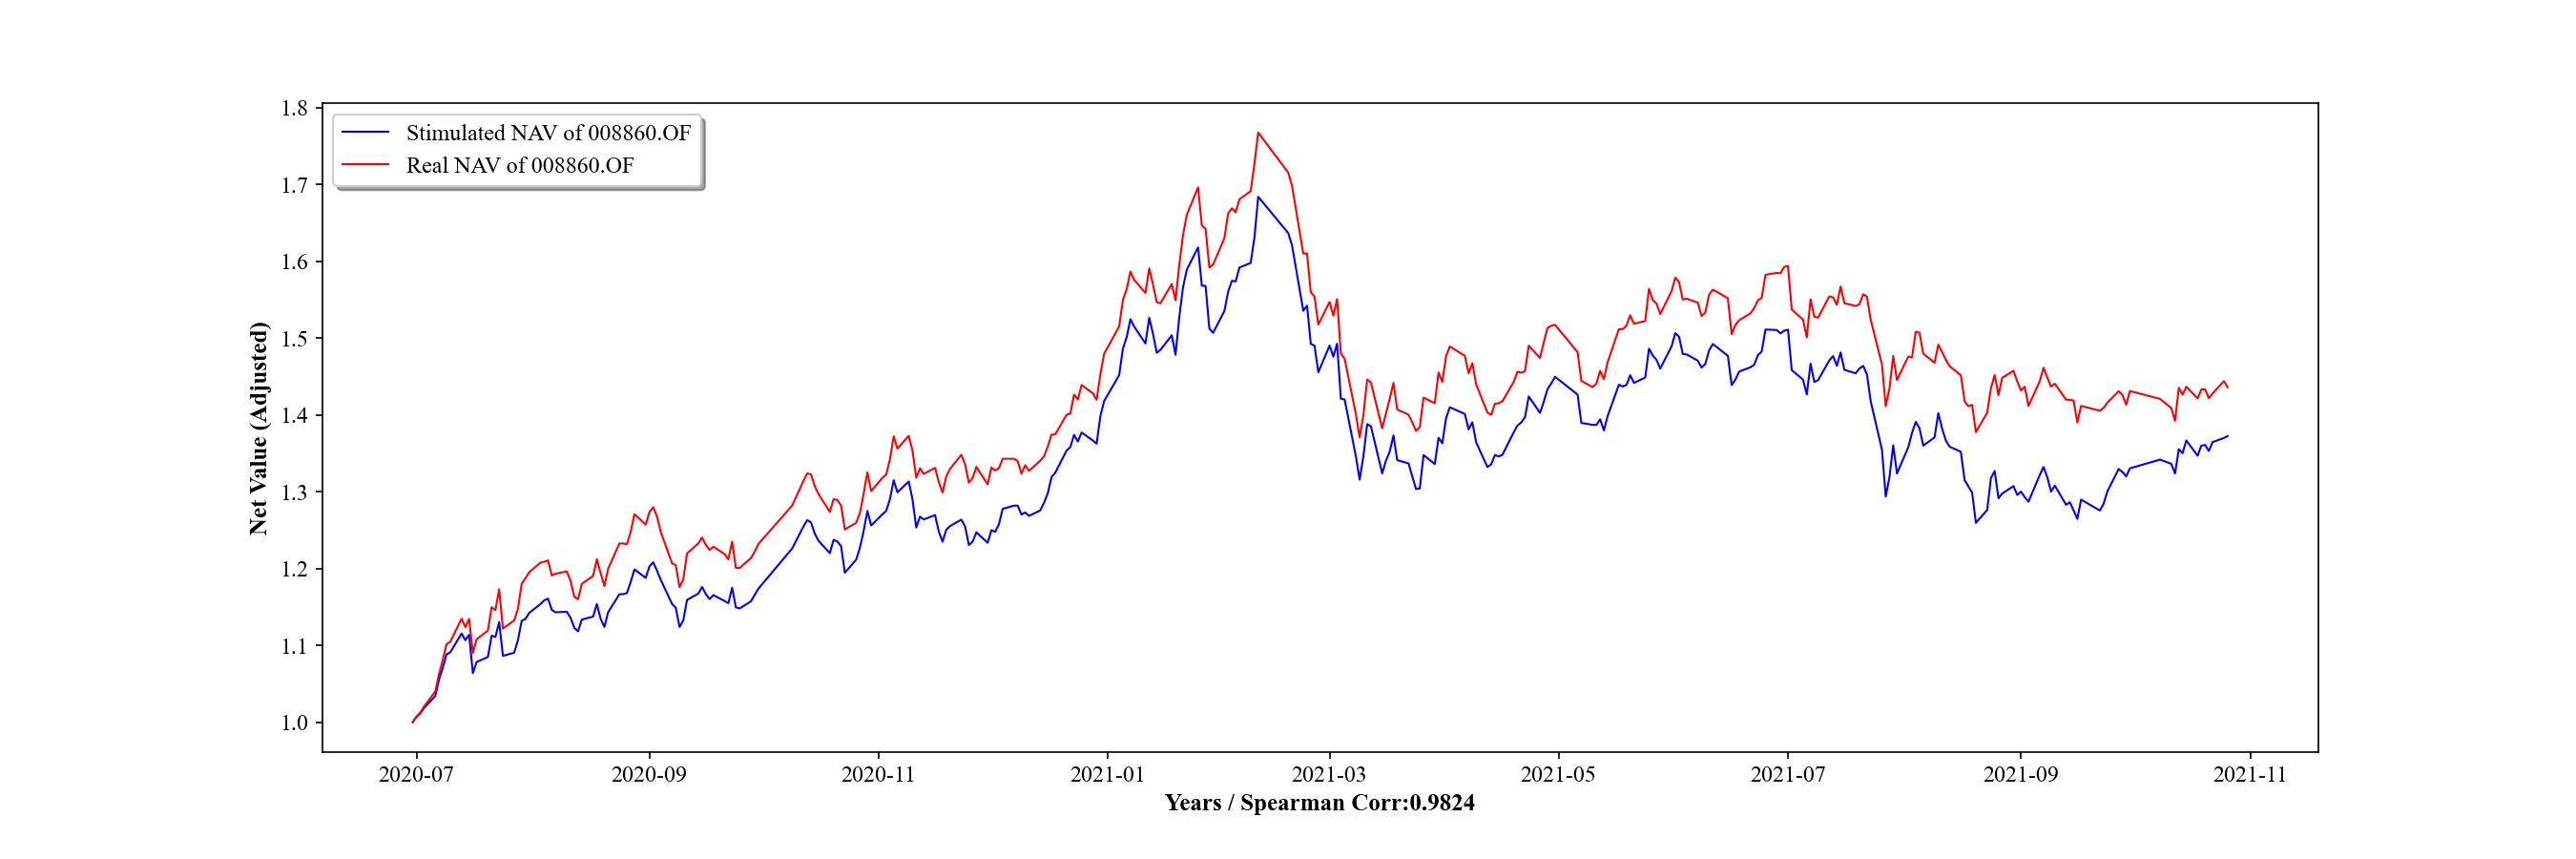 Stimulated NAV of 008860.OF
Real NAV of 008860.OF
1.8
1.7
1.6
1.5
1.4
1.3
1.2
1.1
1.0
Net Value (Adjusted)
2020-07 2020-09 2020-11 2021-01 2021-03 2021-05 2021-07 2021-09 2021-11
Years / Spearman Corr:0.9824